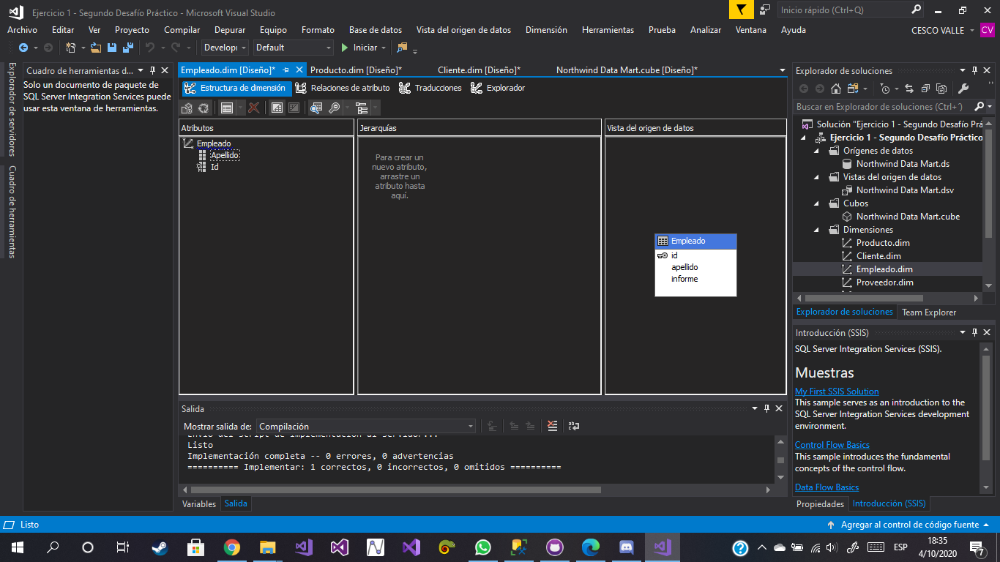 Ejercicio 1 - Segundo Desafío Práctico - Microsoft Visual Studio
Inicio rápido (Ctrl+Q)
Archivo Editar Ver Proyecto Compilar Depurar Equipo Formato Base de datos Vista del origen de datos Dimensión Herramientas Prueba Analizar Ventana Ayuda
CESCO VALLE CV
Default Iniciar
Explorador de servidores
Cuadro de herramientas
Cuadro de herramientas d...
Solo un documento de paquete de
SQL Server Integration Services puede
usar esta ventana de herramientas.
Empleado.dim [Diseño]* Producto.dim [Diseño]* Cliente.dim [Diseño]* Northwind Data Mart.cube [Diseño]*
Estructura de dimensión Relaciones de atributo Traducciones Explorador
Atributos
Empleado
Apellido
Id
Jerarquías
Para crear un
nuevo atributo,
arrastre un
atributo hasta
aquí.
Vista del origen de datos
Empleado
id
apellido
informe
Salida
Mostrar salida de: Compilación
Envío del script de implementación al servidor...
Listo
Implementación completa -- 0 errores, 0 advertencias
========== Implementar: 1 correctos, 0 incorrectos, 0 omitidos ==========
Variables Salida
Explorador de soluciones
Buscar en Explorador de soluciones (Ctrl+´)
Solución "Ejercicio 1 - Segundo Desafío Prá
Ejercicio 1 - Segundo Desafío Práctico
Orígenes de datos
Northwind Data Mart.ds
Vistas del origen de datos
Northwind Data Mart.dsv
Cubos
Northwind Data Mart.cube
Dimensiones
Producto.dim
Cliente.dim
Empleado.dim
Proveedor.dim
Explorador de soluciones Team Explorer
Introducción (SSIS)
SQL Server Integration Services (SSIS).
Muestras
My First SSIS Solution
This sample serves as an introduction to the
SQL Server Integration Services development
environment.
Control Flow Basics
This sample introduces the fundamental
concepts of the control flow.
Data Flow Basics
Propiedades Introducción (SSIS)
Listo
Agregar al control de código fuente
ESP
18:35
4/10/2020
7